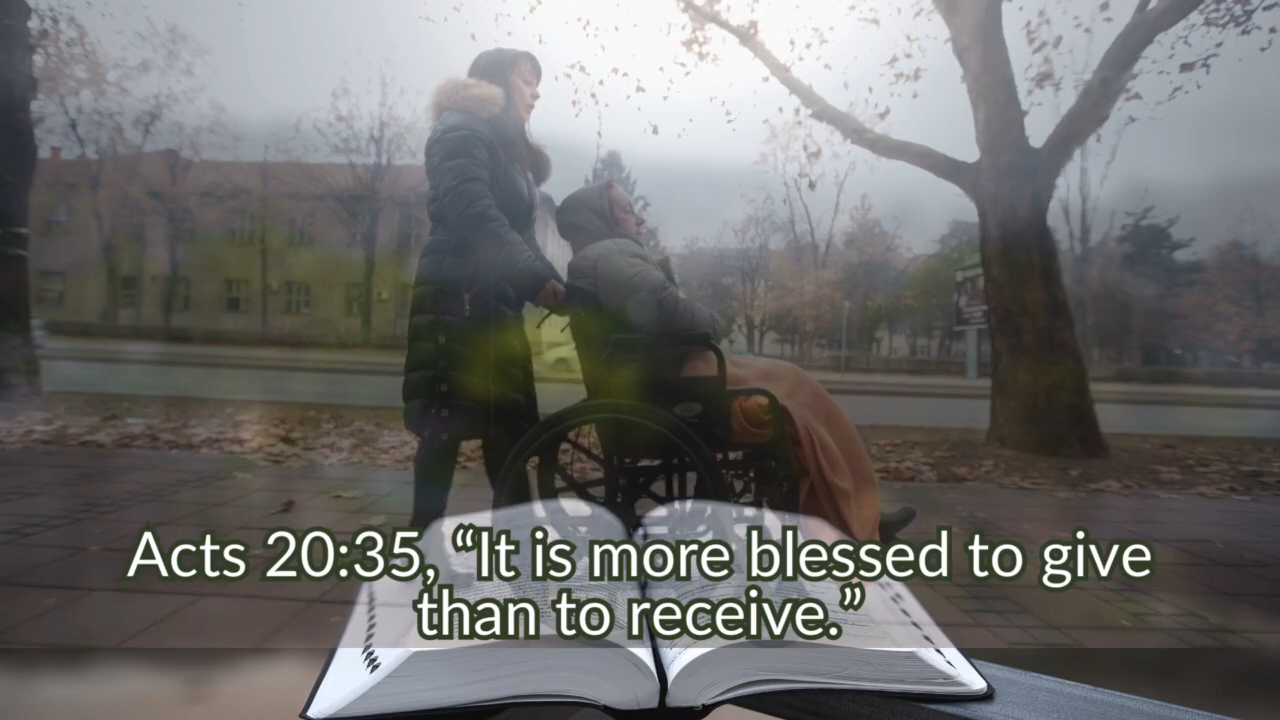 Acts 20:35, “It is more blessed to give
than to receive.”